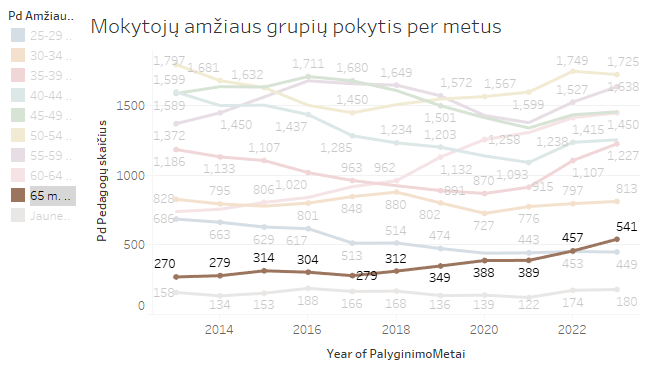 Pd Amžiau..
Mokytojų amžiaus grupių pokytis per metus
25-29 ..
30-34 ..
35-39 ..
40-44 ..
45-49 ..
50-54 ..
55-59 ..
60-64 ..
65 m. ..
Jaune..
Pd Pedagogų skaičius
1500
1000
500
0
1,797 1,681 1,632 1,711 1,680 1,649 1,572 1,567 1,749 1,725
1,599 1,589 1,450 1,437 1,450 1,501 1,599 1,527 1,638
1,372 1,285 1,234 1,203 1,258 1,238 1,415 1,450
1,186 1,133 1,107 1,020 963 962 1,132 1,093 1,107 1,227
828 795 806 801 848 880 891 870 915 797 813
686 663 629 617 513 514 802 727 776
474 443 453 449
270 279 314 304 279 312 349 388 389 457 541
158 134 153 188 166 168 136 139 122 174 180
2014 2016 2018 2020 2022
Year of PalyginimoMetai